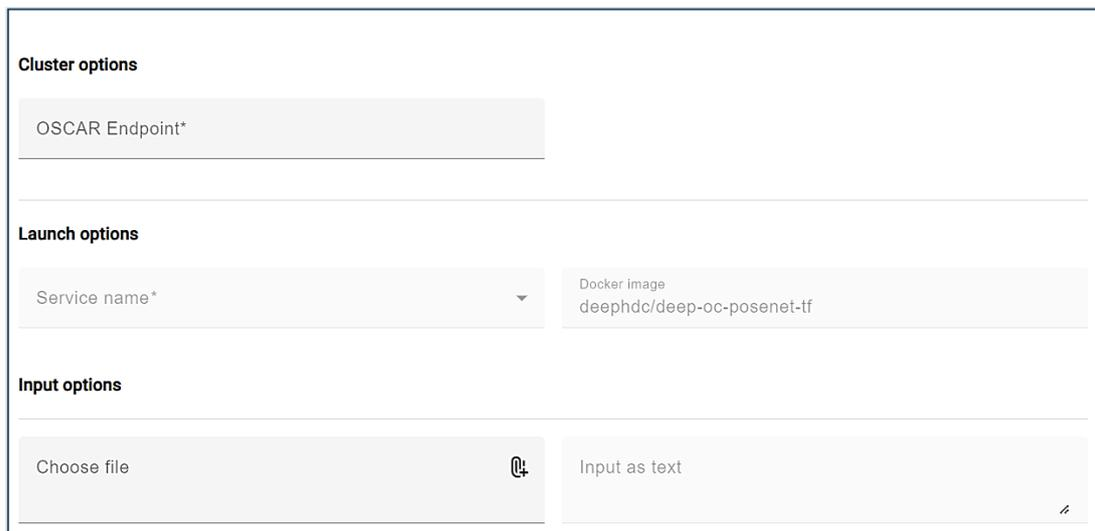 Cluster options
OSCAR Endpoint*
Launch options
Service name*
Docker image
deephdc/deep-oc-posenet-tf
Input options
Choose file
Input as text